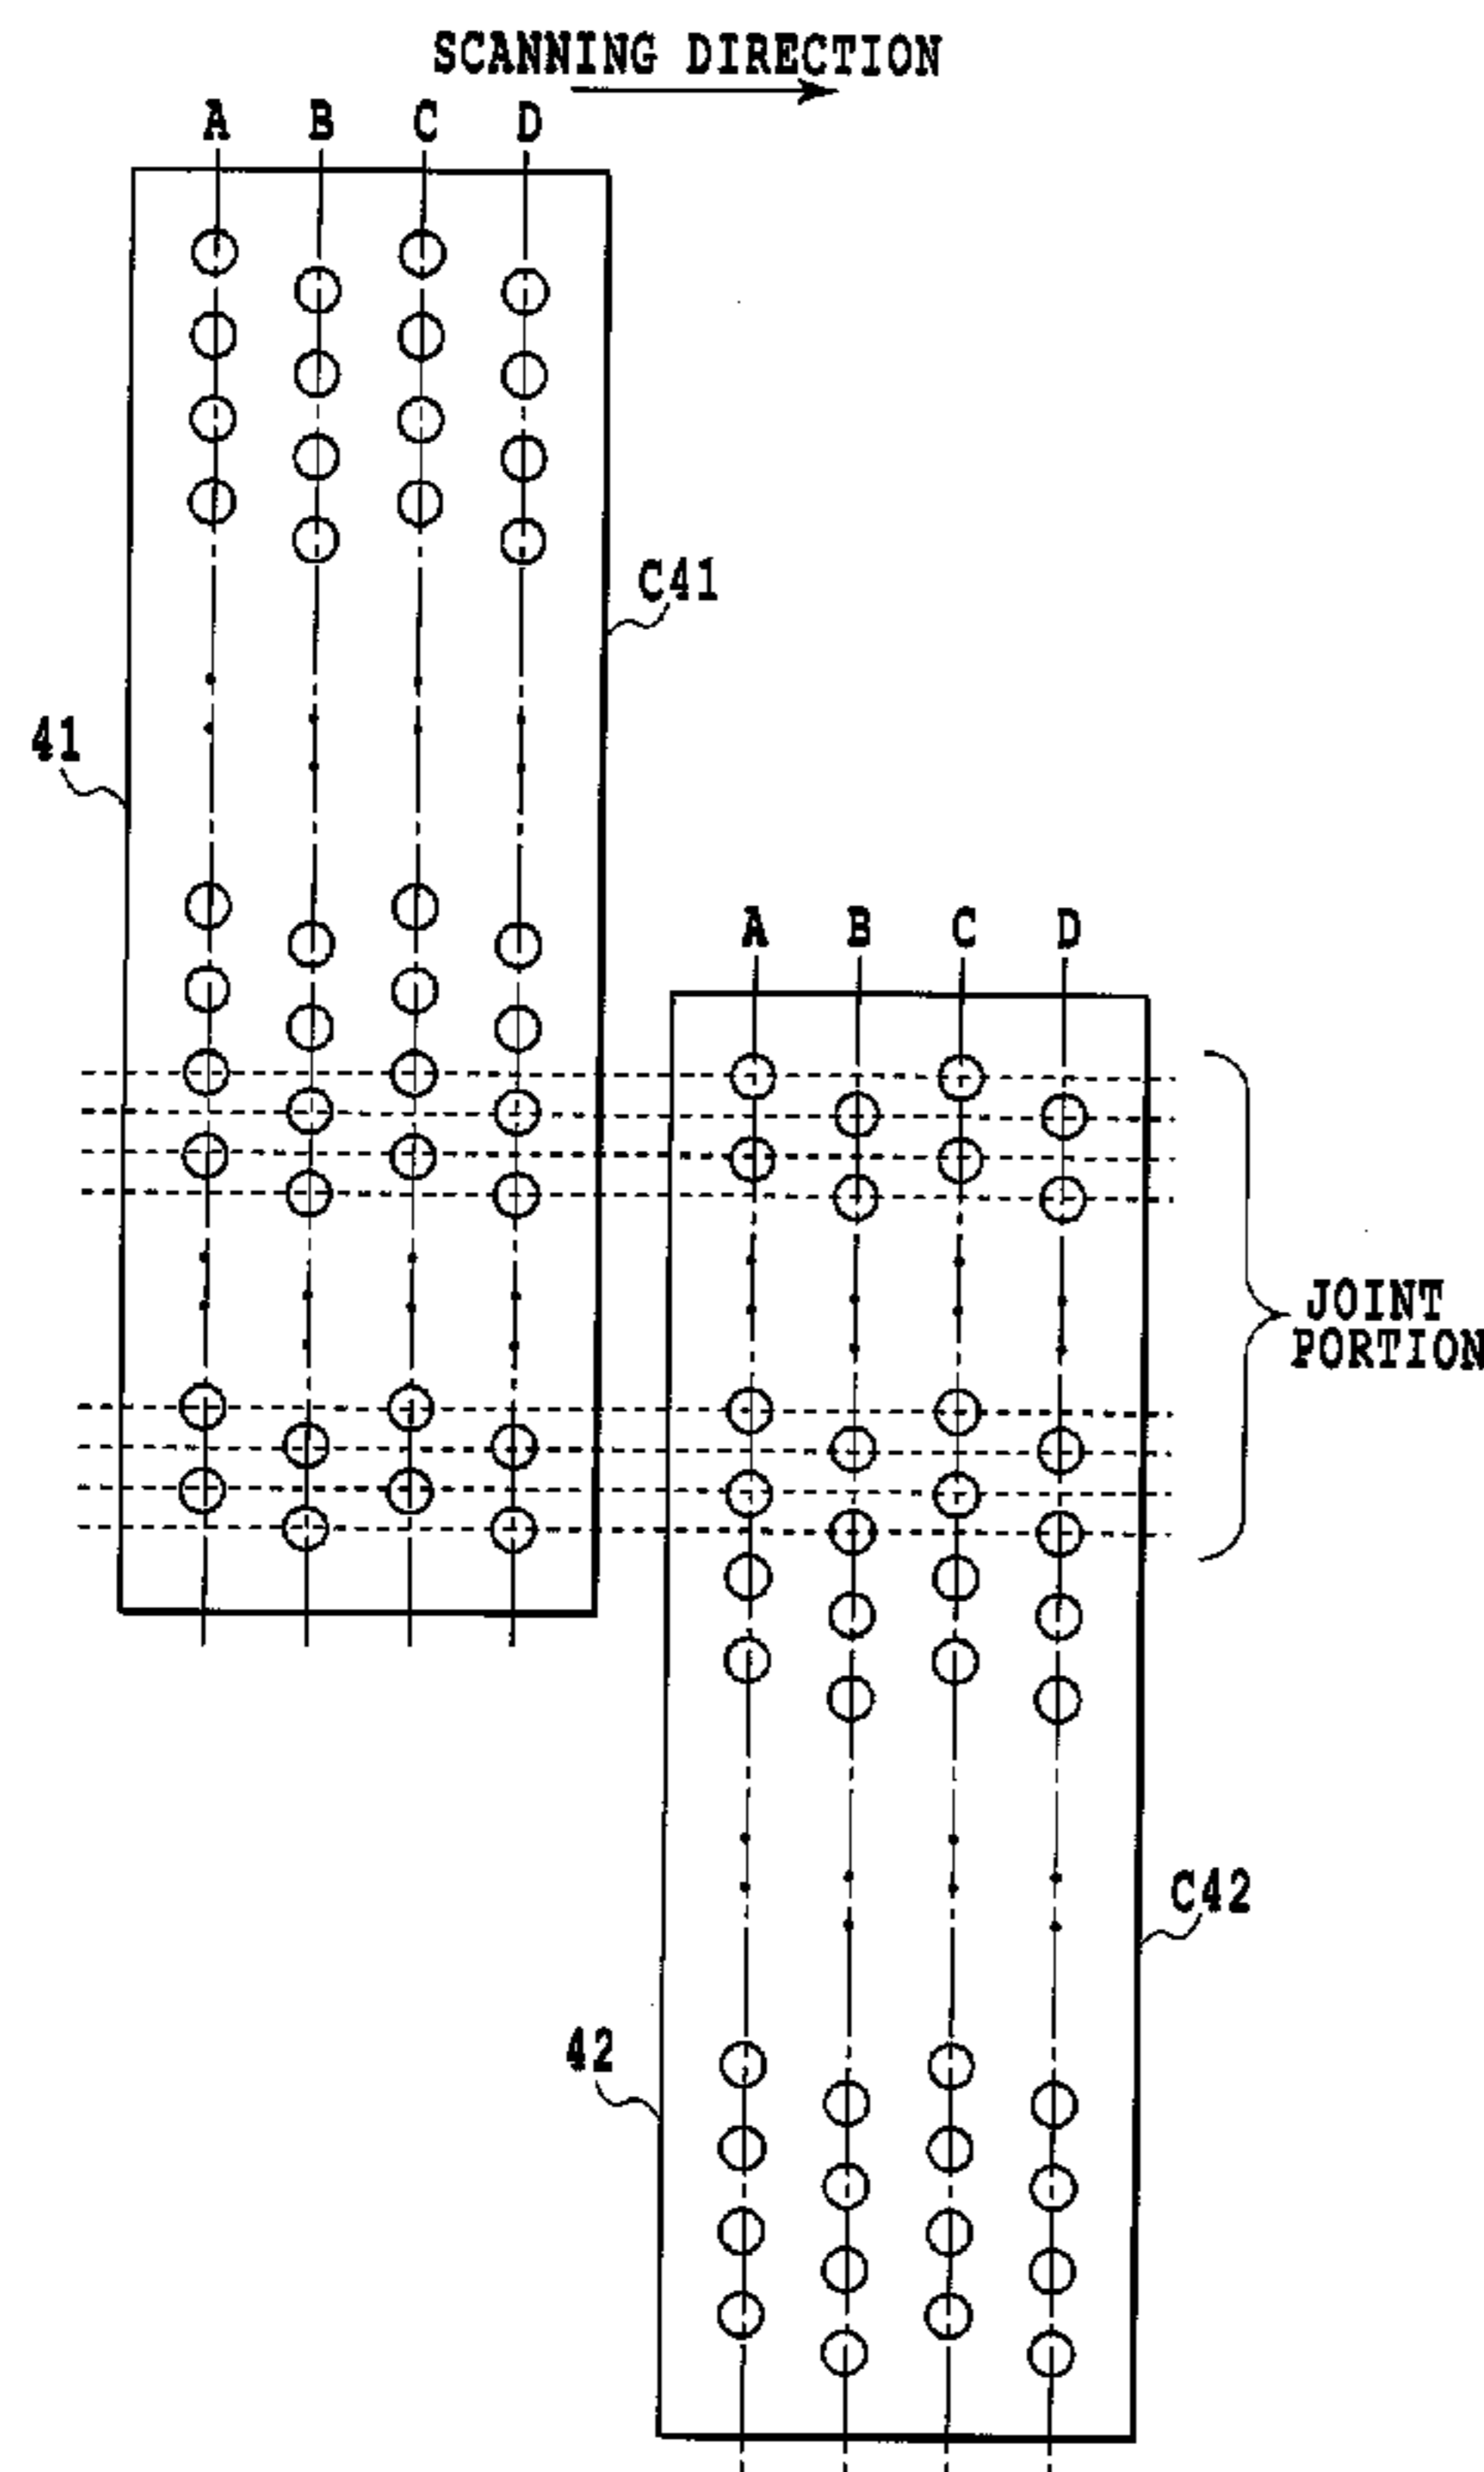 SCANNING DIRECTION
A B C D
C41
41
A B C D
JOINT
PORTION
C42
42